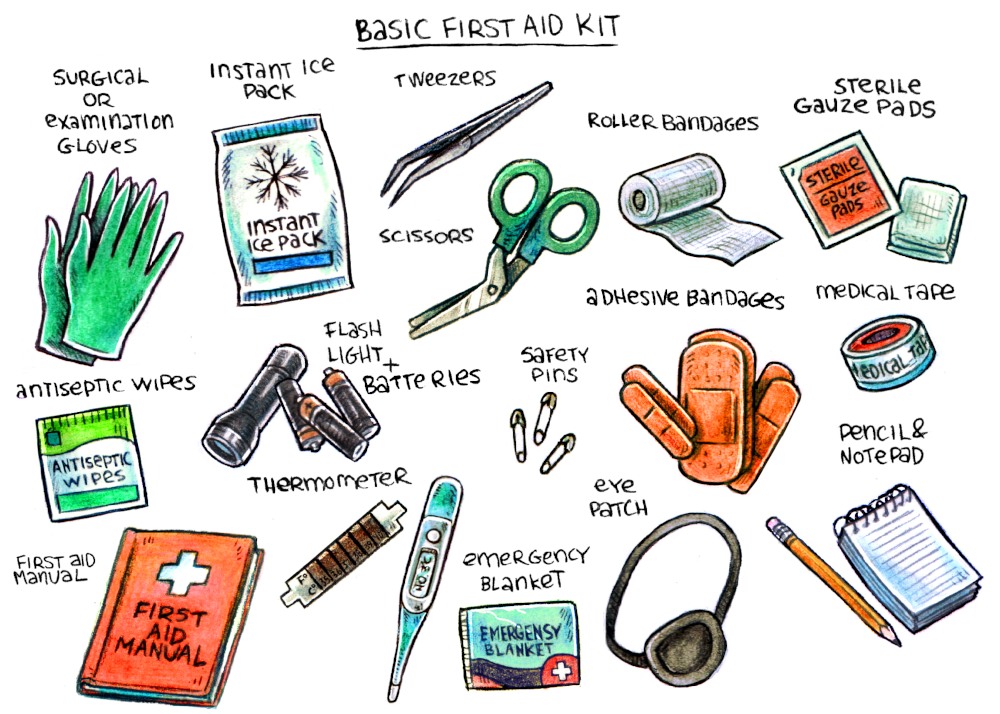 BASIC FIRST AID KIT
SURGICAL
OR
examination
GLOVES
INSTANT ICE
PACK
TWEEZERS
STERILE
GAUZE PADS
ROLLER BANDAGES
STERILE
GAUZE
PADS
INSTANT
ICE PACK
SCISSORS
ADHESIVE BANDAGES
MEDICAL TAPE
MEDICAL TAP
FLASH
LIGHT +
BATTERIES
SAFETY
PINS
ANTISEPTIC WIPES
ANTISEPTIC
WIPES
PENCIL &
NOTEPAD
THERMOMETER
EYE
PATCH
FIRST AID
MANUAL
FIRST
AID
MANUAL
EMERGENCY
BLANKET
EMERGENSY
BLANKET